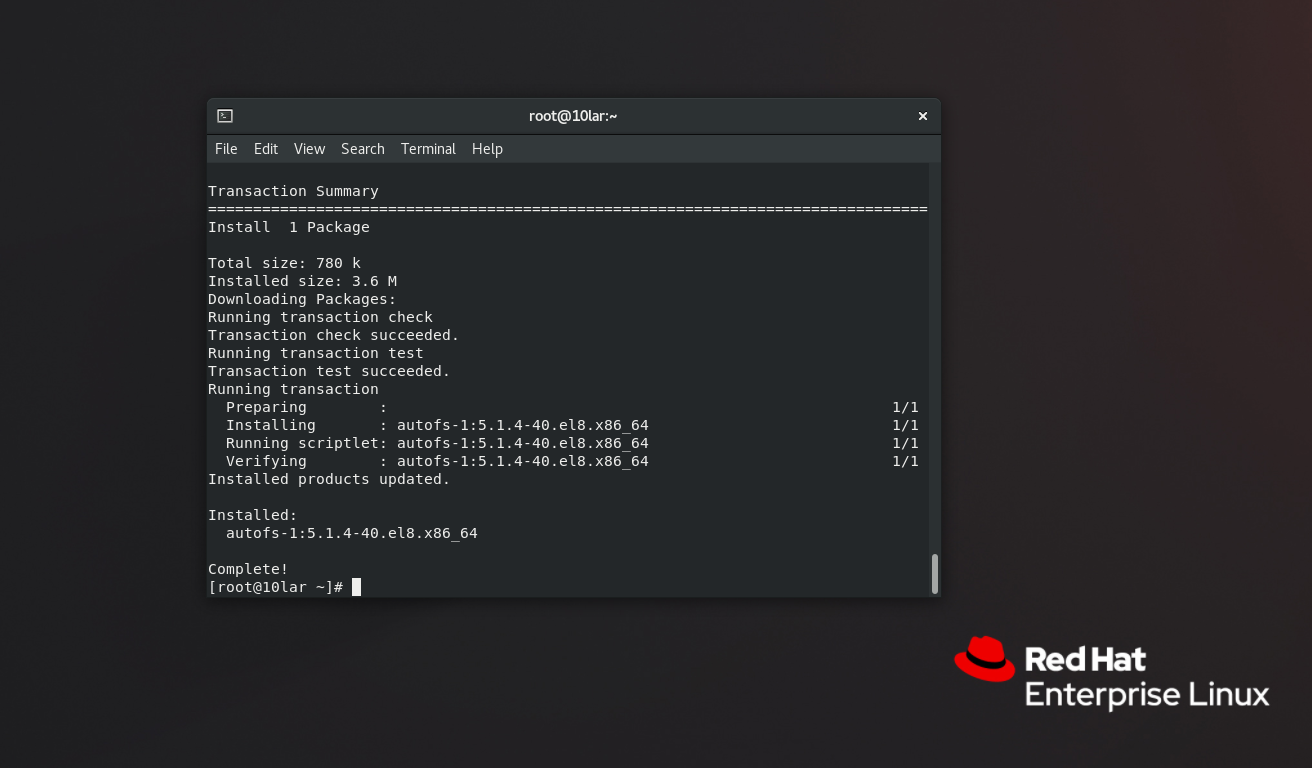 root@10lar:~
File Edit View Search Terminal Help
Transaction Summary
================================================================================
Install  1 Package
Total size: 780 k
Installed size: 3.6 M
Downloading Packages:
Running transaction check
Transaction check succeeded.
Running transaction test
Transaction test succeeded.
Running transaction
  Preparing        :                                                        1/1
  Installing       : autofs-1:5.1.4-40.el8.x86_64                           1/1
  Running scriptlet: autofs-1:5.1.4-40.el8.x86_64                           1/1
  Verifying        : autofs-1:5.1.4-40.el8.x86_64                           1/1
Installed products updated.
Installed:
  autofs-1:5.1.4-40.el8.x86_64
Complete!
[root@10lar ~]#
Red Hat
Enterprise Linux